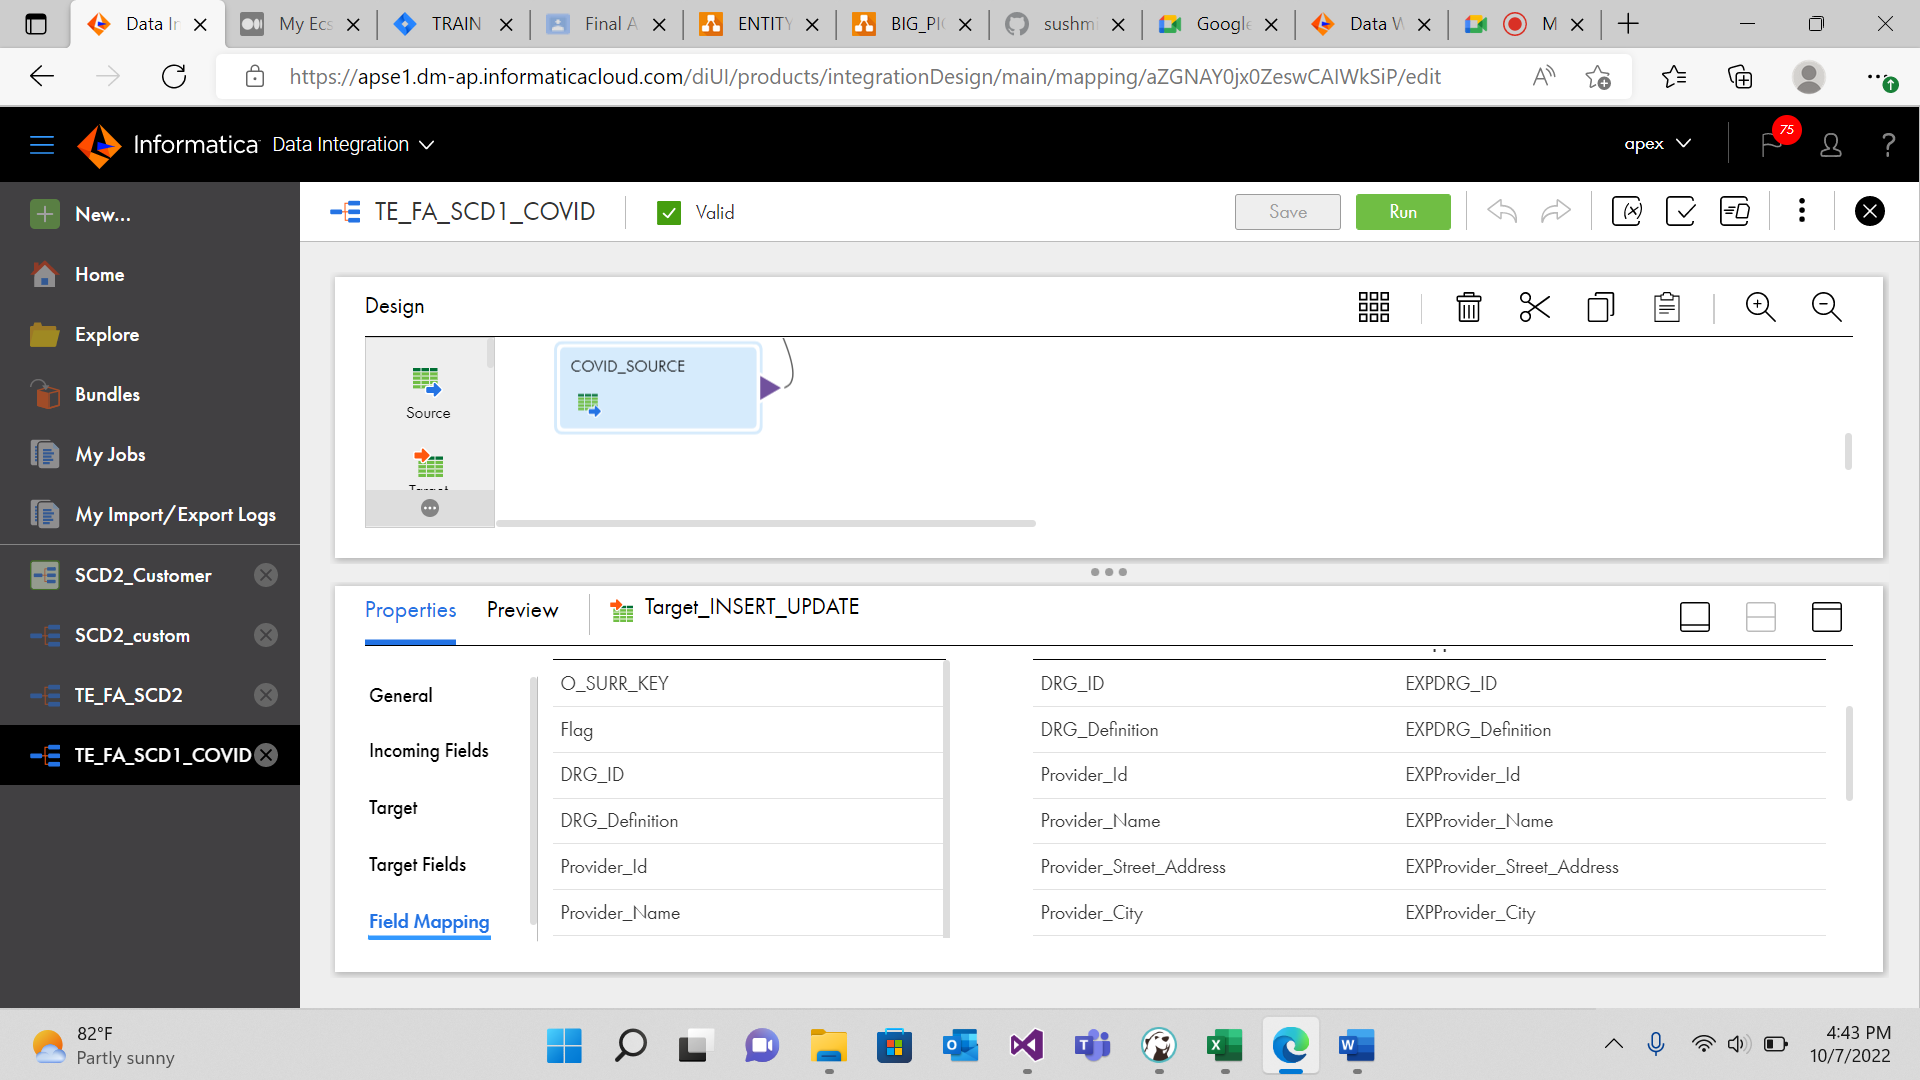 Data In
My Ecs
TRAIN
Final A
ENTITY
BIG_PI
sushmi
Google
Data W
M
https://apse1.dm-ap.informaticacloud.com/diUI/products/integrationDesign/main/mapping/aZGNAY0jx0ZeswCAIWkSiP/edit
Informatica Data Integration
apex
75
?
New...
Home
Explore
Bundles
My Jobs
My Import/Export Logs
SCD2_Customer
SCD2_custom
TE_FA_SCD2
TE_FA_SCD1_COVID
TE_FA_SCD1_COVID
Valid
Save
Run
Design
Source
Target
COVID_SOURCE
Properties
Preview
Target_INSERT_UPDATE
General
Incoming Fields
Target
Target Fields
Field Mapping
O_SURR_KEY
Flag
DRG_ID
DRG_Definition
Provider_Id
Provider_Name
DRG_ID EXPDRG_ID
DRG_Definition EXPDRG_Definition
Provider_Id EXPProvider_Id
Provider_Name EXPProvider_Name
Provider_Street_Address EXPProvider_Street_Address
Provider_City EXPProvider_City
82°F
Partly sunny
4:43 PM
10/7/2022